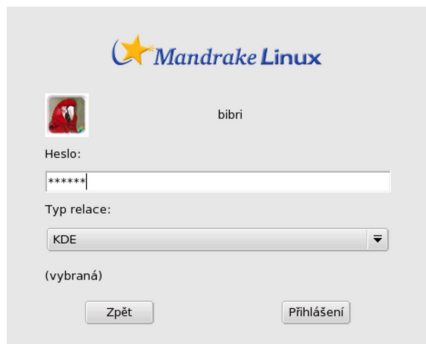 Mandrake Linux
bibri
Heslo:
******
Typ relace:
KDE
(vybraná)
Zpět Přihlášení